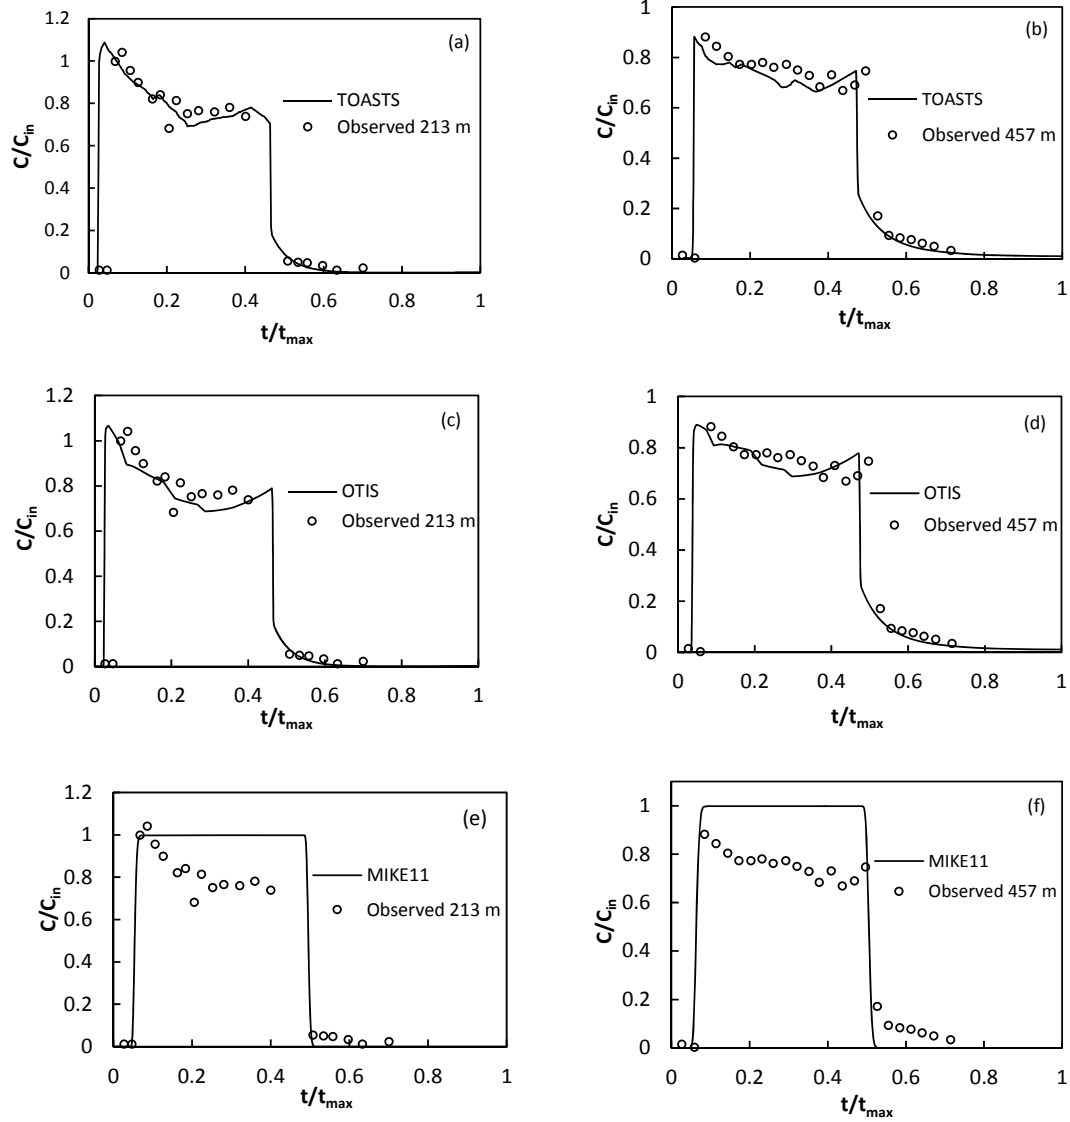 (a)
C/Cin
1.2
1
0.8
0.6
0.4
0.2
0
TOASTS
Observed 213 m
0 0.2 0.4 0.6 0.8 1
t/tmax
(b)
C/Cin
1
0.8
0.6
0.4
0.2
0
TOASTS
Observed 457 m
0 0.2 0.4 0.6 0.8 1
t/tmax
(c)
C/Cin
1.2
1
0.8
0.6
0.4
0.2
0
OTIS
Observed 213 m
0 0.2 0.4 0.6 0.8 1
t/tmax
(d)
C/Cin
1
0.8
0.6
0.4
0.2
0
OTIS
Observed 457 m
0 0.2 0.4 0.6 0.8 1
t/tmax
(e)
C/Cin
1.2
1
0.8
0.6
0.4
0.2
0
MIKE11
Observed 213 m
0 0.2 0.4 0.6 0.8 1
t/tmax
(f)
C/Cin
1
0.8
0.6
0.4
0.2
0
MIKE11
Observed 457 m
0 0.2 0.4 0.6 0.8 1
t/tmax